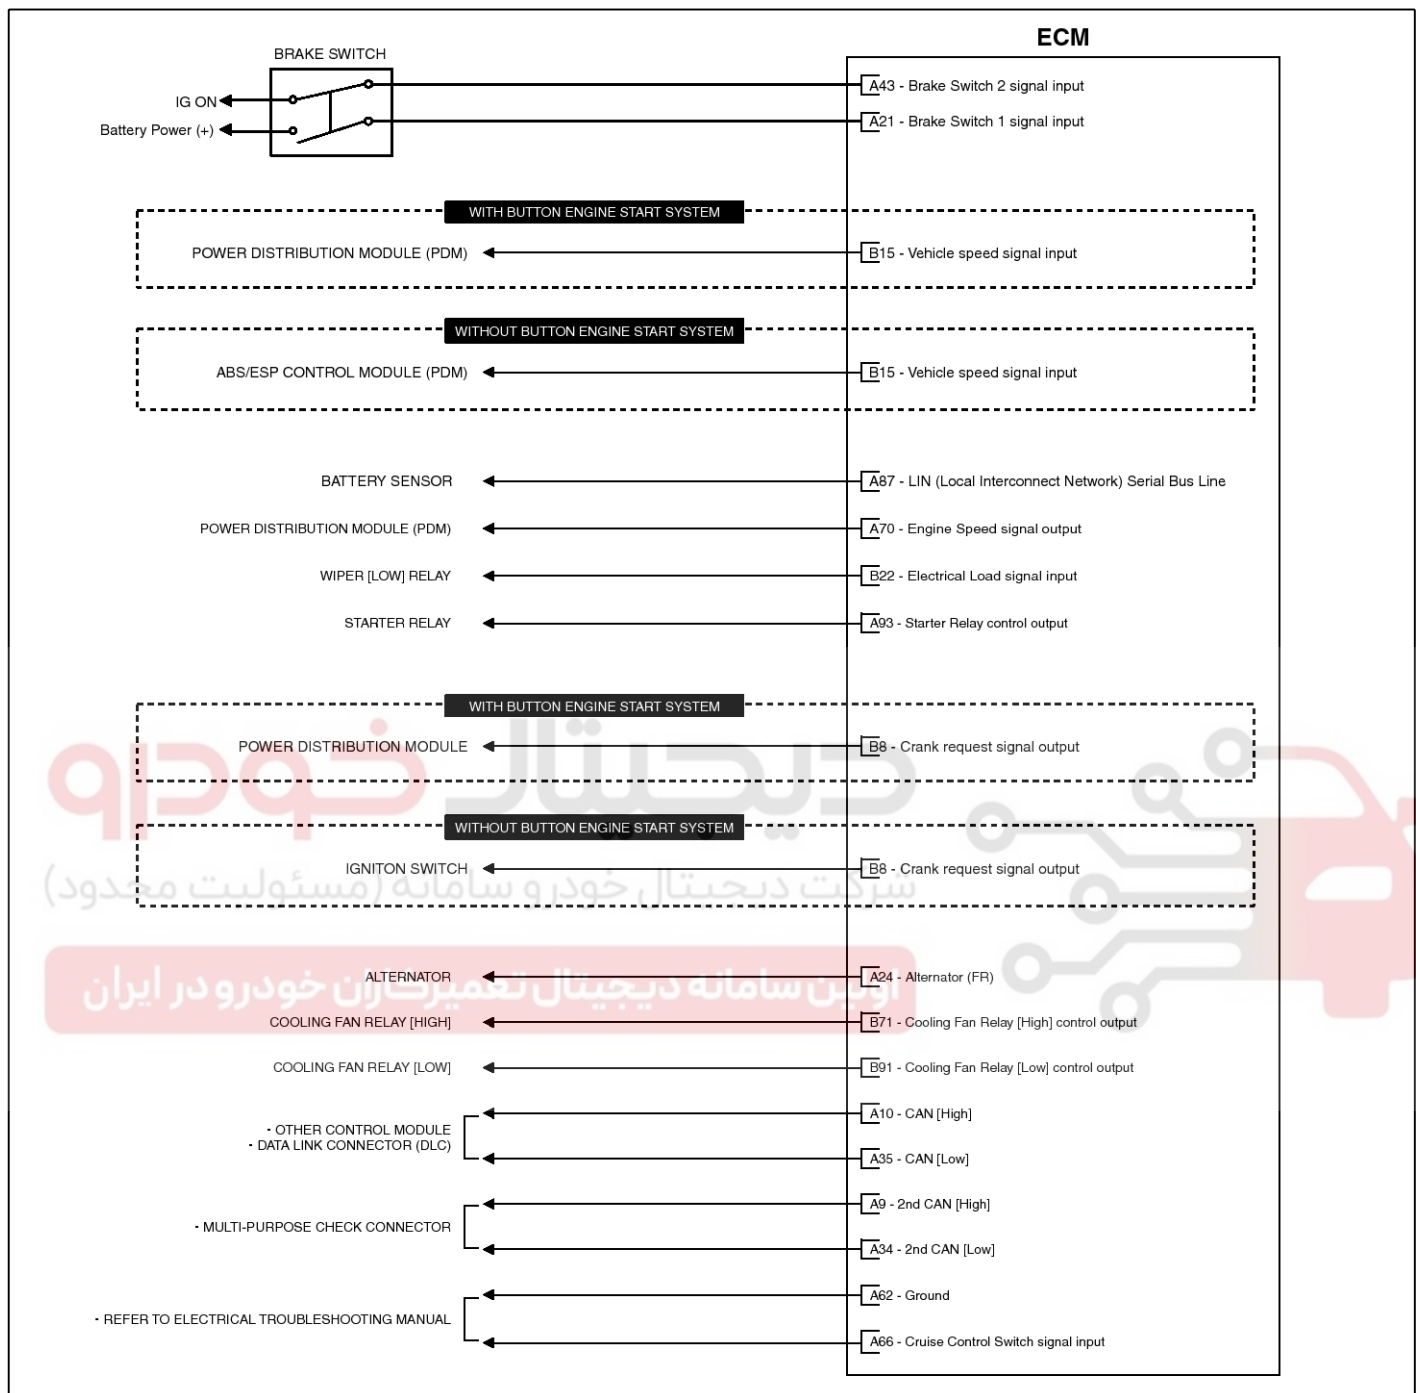 ECM
BRAKE SWITCH
A43 - Brake Switch 2 signal input
IG ON
A21 - Brake Switch 1 signal input
Battery Power (+)
WITH BUTTON ENGINE START SYSTEM
POWER DISTRIBUTION MODULE (PDM)
B15 - Vehicle speed signal input
WITHOUT BUTTON ENGINE START SYSTEM
ABS/ESP CONTROL MODULE (PDM)
B15 - Vehicle speed signal input
BATTERY SENSOR
A87 - LIN (Local Interconnect Network) Serial Bus Line
POWER DISTRIBUTION MODULE (PDM)
A70 - Engine Speed signal output
WIPER [LOW] RELAY
B22 - Electrical Load signal input
STARTER RELAY
A93 - Starter Relay control output
WITH BUTTON ENGINE START SYSTEM
دیجیتال خودرو
POWER DISTRIBUTION MODULE
B8 - Crank request signal output
WITHOUT BUTTON ENGINE START SYSTEM
IGNITON SWITCH
B8 - Crank request signal output
شرکت دیجیتال خودرو سامانه (مسئولیت محدود)
ALTERNATOR
A24 - Alternator (FR)
اولین سامانه دیجیتال تعمیرکاران خودرو در ایران
COOLING FAN RELAY [HIGH]
B71 - Cooling Fan Relay [High] control output
COOLING FAN RELAY [LOW]
B91 - Cooling Fan Relay [Low] control output
A10 - CAN [High]
- OTHER CONTROL MODULE
- DATA LINK CONNECTOR (DLC)
A35 - CAN [Low]
A9 - 2nd CAN [High]
- MULTI-PURPOSE CHECK CONNECTOR
A34 - 2nd CAN [Low]
A62 - Ground
- REFER TO ELECTRICAL TROUBLESHOOTING MANUAL
A66 - Cruise Control Switch signal input